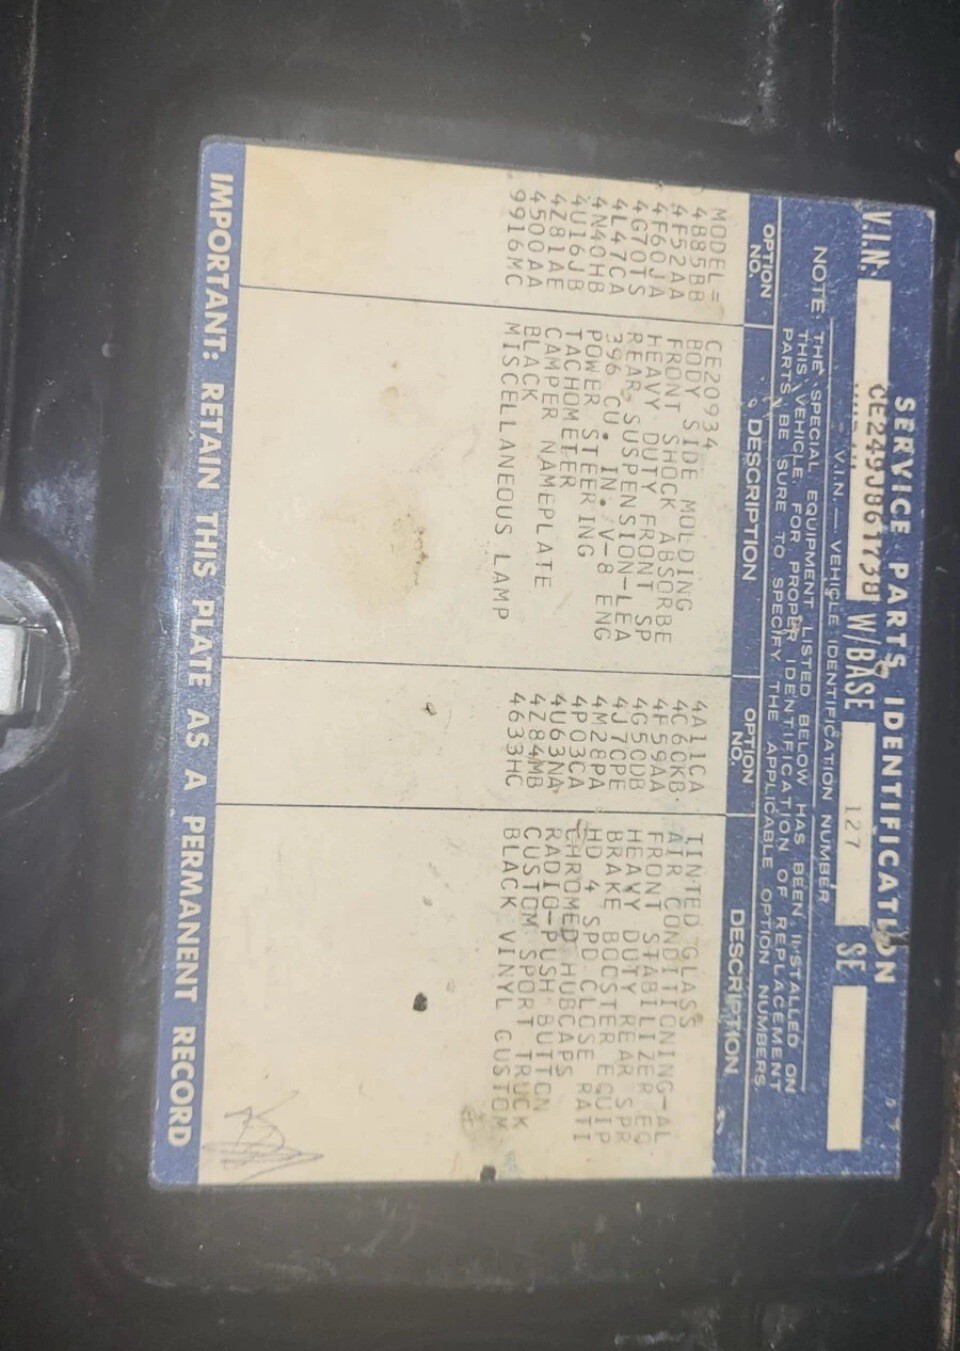 SERVICE PARTS IDENTIFICATION
V.I.N. CE249J861738 W/BASE 127 SE
NOTE: V.I.N. — VEHICLE IDENTIFICATION NUMBER
THE SPECIAL EQUIPMENT LISTED BELOW HAS BEEN INSTALLED ON
THIS VEHICLE. FOR PROPER IDENTIFICATION OF REPLACEMENT
PARTS BE SURE TO SPECIFY THE APPLICABLE OPTION NUMBERS.
OPTION NO. DESCRIPTION OPTION NO. DESCRIPTION
MODEL= CE20934
4B85BB BODY SIDE MOLDING 4A11CA TINTED GLASS
4F52AA FRONT SHOCK ABSORBE 4C6CKB AIR CONDITIONING-AL
4F60JA HEAVY DUTY FRONT SP 4F59AA FRONT STABILIZER EQ
4G70TS REAR SUSPENSION-LEA 4G5CDB HEAVY DUTY REAR SPR
4L47CA 396 CU. IN. V-8 ENG 4J7CPE BRAKE BOOSTER EQUIP
4N40HB POWER STEERING 4M28PA HD 4 SPD CLOSE RATI
4U16JB TACHOMETER 4P03CA CHROMED HUBCAPS
4Z81AE CAMPER NAMEPLATE 4U63NA RADIO-PUSH BUTTON
4500AA BLACK 4Z84MB CUSTOM SPORT TRUCK
9916MC MISCELLANEOUS LAMP 4633HC BLACK VINYL CUSTOM
IMPORTANT: RETAIN THIS PLATE AS A PERMANENT RECORD